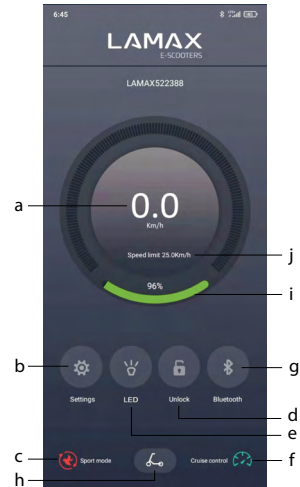 6:45
LAMAX
E-SCOOTERS
LAMAX522388
a
0.0
Km/h
Speed limit 25.0Km/h
j
96%
i
b
g
Settings
LED
Unlock
Bluetooth
d
e
c
Sport mode
Cruise control
f
h